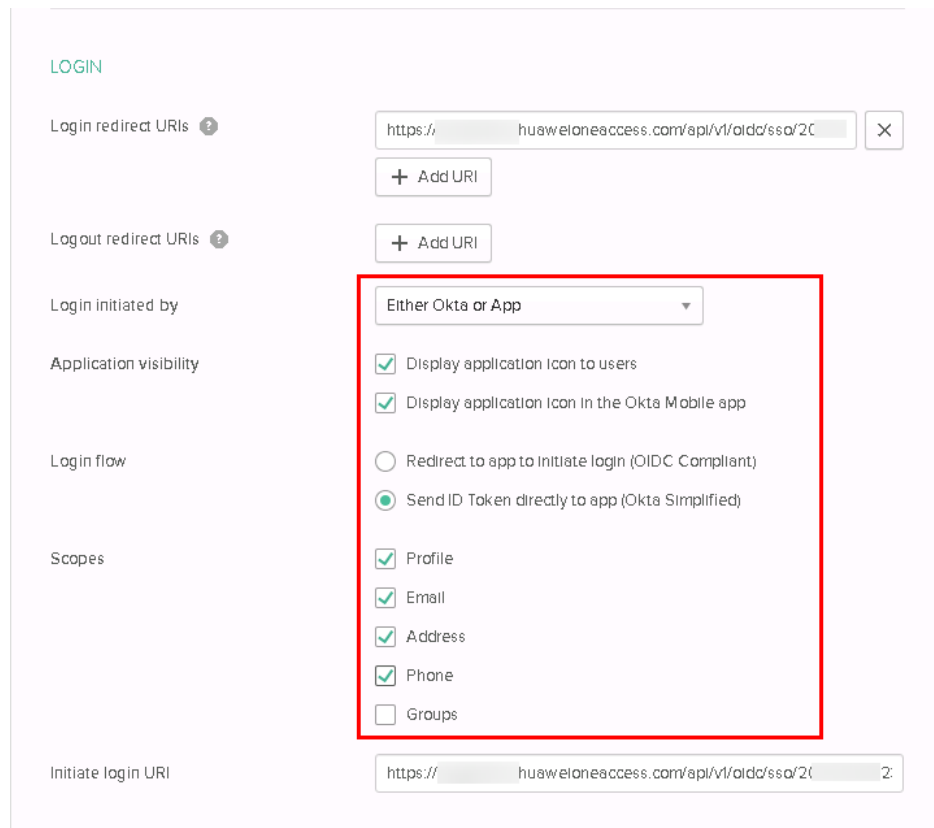 LOGIN
Login redirect URIs ?
https:// huaweioneaccess.com/api/v1/oidc/sso/20
+ Add URI
Logout redirect URIs ?
+ Add URI
Login initiated by
Either Okta or App
Application visibility
Display application icon to users
Display application icon in the Okta Mobile app
Login flow
Redirect to app to initiate login (OIDC Compliant)
Send ID Token directly to app (Okta Simplified)
Scopes
Profile
Email
Address
Phone
Groups
Initiate login URI
https:// huaweioneaccess.com/api/v1/oidc/sso/20